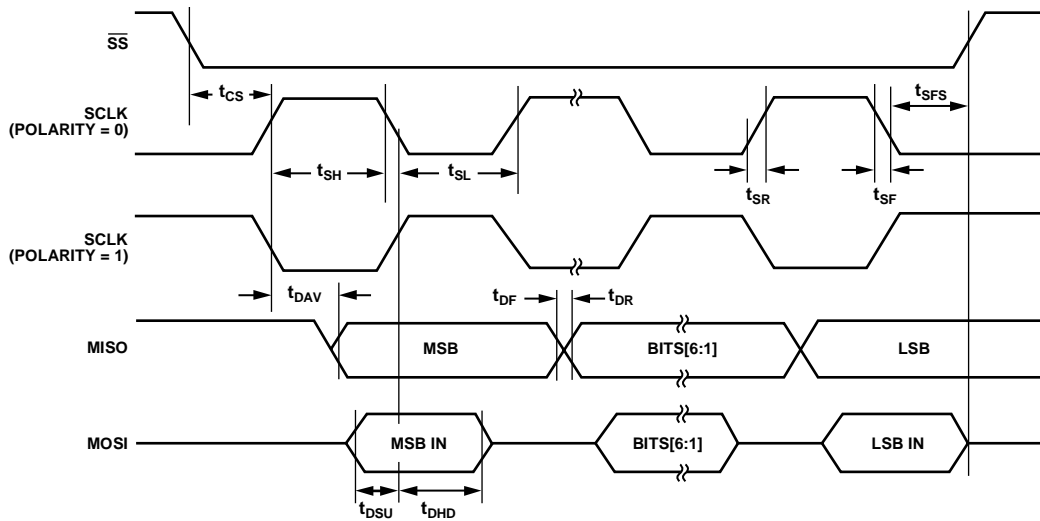 SS
tCS
tSFS
SCLK
(POLARITY = 0)
tSH
tSL
tSR
tSF
SCLK
(POLARITY = 1)
tDAV
tDF
tDR
MISO
MSB
BITS[6:1]
LSB
MOSI
MSB IN
BITS[6:1]
LSB IN
tDSU
tDHD